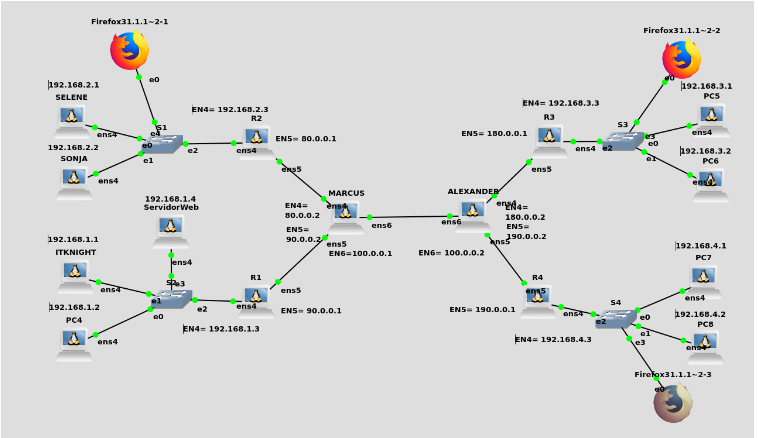 Firefox31.1.1~2-1
e0
192.168.2.1
SELENE
ens4
192.168.2.2
SONJA
ens4
S1
e4
e0
e1
e2
EN4= 192.168.2.3
R2
ens4
EN5= 80.0.0.1
ens5
192.168.1.4
ServidorWeb
ens4
192.168.1.1
ITKNIGHT
ens4
192.168.1.2
PC4
ens4
e3
e1
e0
e2
EN4= 192.168.1.3
R1
ens4
ens5
EN5= 90.0.0.1
MARCUS
ens4
EN4=
80.0.0.2
EN5=
90.0.0.2
ens5
ens6
EN6=100.0.0.1
ALEXANDER
ens4
EN4=
180.0.0.2
EN5=
190.0.0.2
ens5
ens6
EN6= 100.0.0.2
EN4= 192.168.3.3
R3
EN5= 180.0.0.1
ens4
ens5
Firefox31.1.1~2-2
e0
S3
e3
e0
e1
e2
192.168.3.1
PC5
ens4
192.168.3.2
PC6
ens4
R4
ens5
ens4
EN5= 190.0.0.1
EN4= 192.168.4.3
S4
e2
e0
e1
e3
192.168.4.1
PC7
ens4
192.168.4.2
PC8
ens4
Firefox31.1.1~2-3
e0